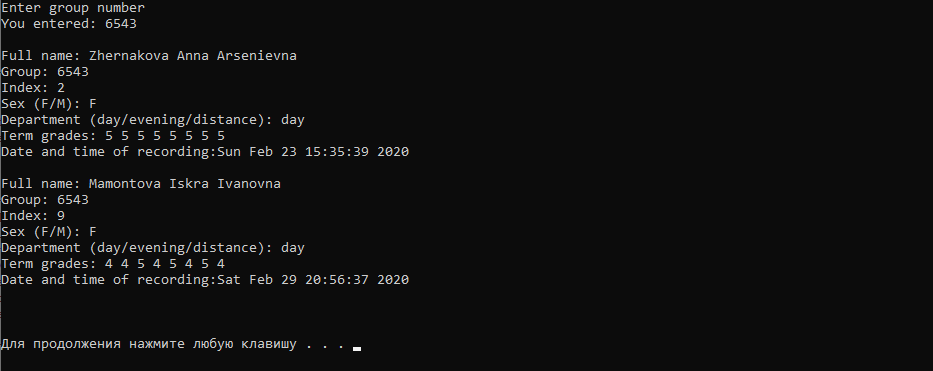 Enter group number
You entered: 6543
Full name: Zhernakova Anna Arsenievna
Group: 6543
Index: 2
Sex (F/M): F
Department (day/evening/distance): day
Term grades: 5 5 5 5 5 5 5 5
Date and time of recording:Sun Feb 23 15:35:39 2020
Full name: Mamontova Iskra Ivanovna
Group: 6543
Index: 9
Sex (F/M): F
Department (day/evening/distance): day
Term grades: 4 4 5 4 5 4 5 4
Date and time of recording:Sat Feb 29 20:56:37 2020
Для продолжения нажмите любую клавишу . . .